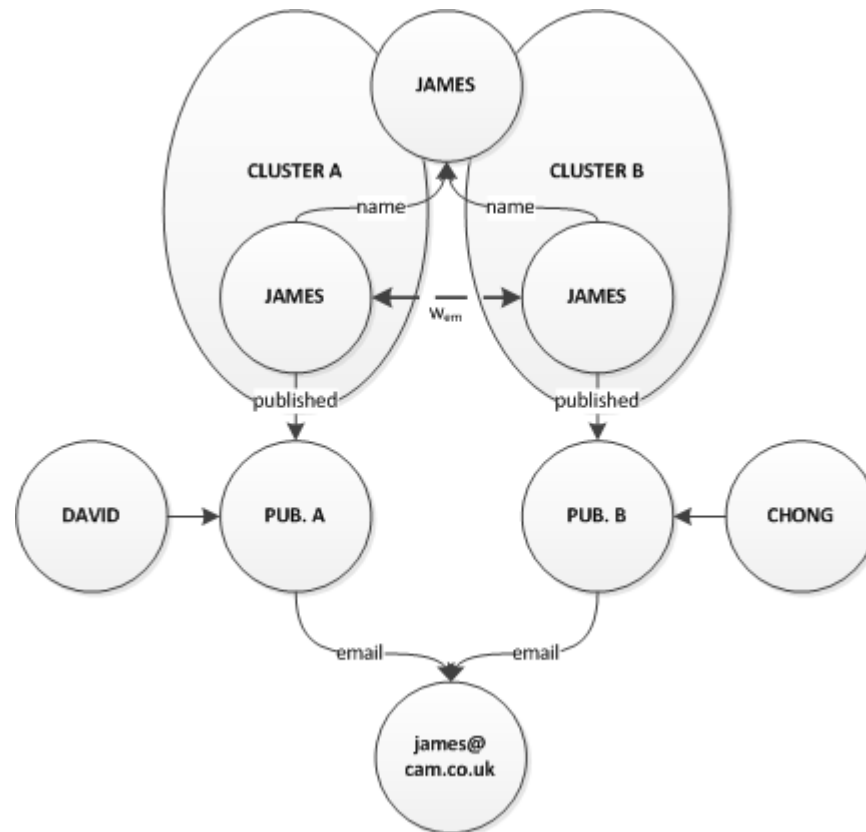 JAMES
CLUSTER A
CLUSTER B
name
name
JAMES
JAMES
wem
published
published
DAVID
PUB. A
PUB. B
CHONG
email
email
james@
cam.co.uk